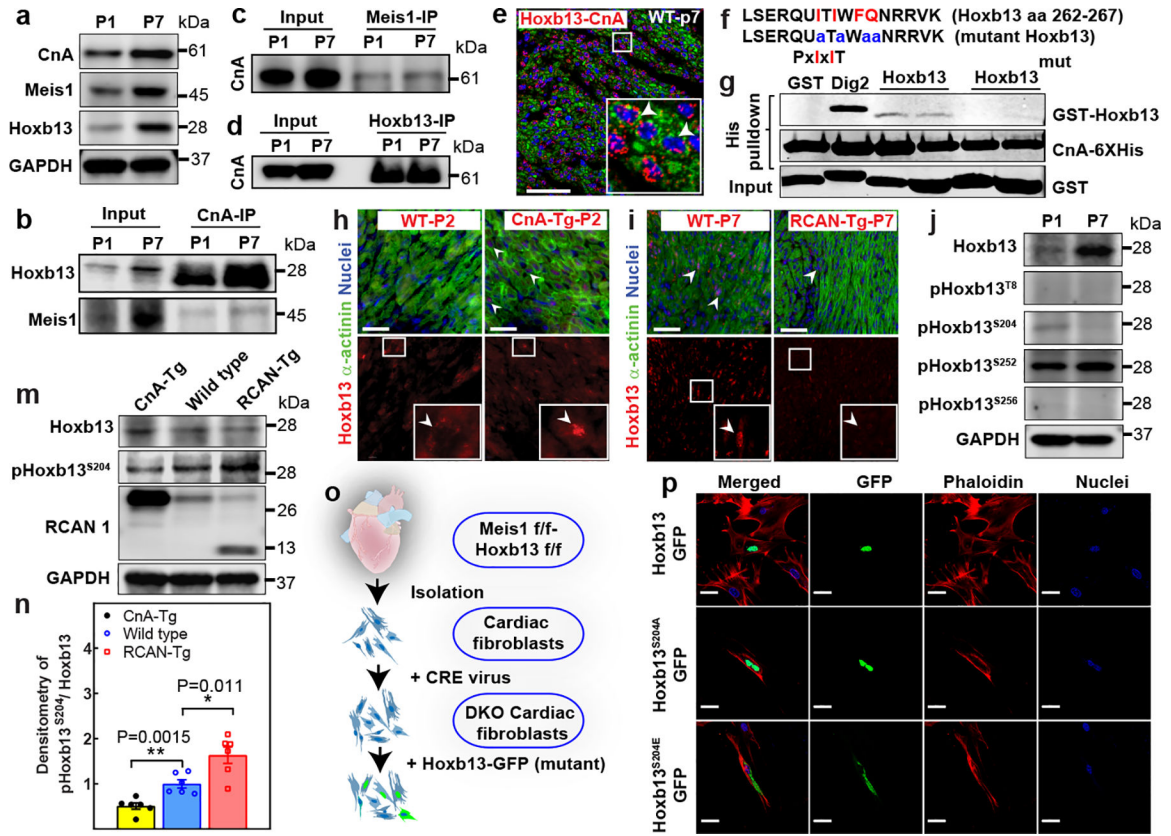 a
P1 P7
kDa
CnA
61
Meis1
45
Hoxb13
28
GAPDH
37
b
Input CnA-IP
P1 P7 P1 P7 kDa
Hoxb13
28
Meis1
45
c
Input Meis1-IP
P1 P7 P1 P7 kDa
CnA
61
d
Input Hoxb13-IP
P1 P7 P1 P7
CnA
61
e
Hoxb13-CnA WT-p7
f
LSERQUITIWFQNRRVK (Hoxb13 aa 262-267)
LSERQUaTaWaaNRRVK (mutant Hoxb13)
PxIxIT
mut
g
GST Dig2 Hoxb13 Hoxb13
His pulldown
GST-Hoxb13
CnA-6XHis
Input
GST
h
WT-P2 CnA-Tg-P2
Hoxb13 α-actinin Nuclei
Hoxb13
i
WT-P7 RCAN-Tg-P7
Hoxb13 α-actinin Nuclei
j
P1 P7 kDa
Hoxb13
28
pHoxb13T8
28
pHoxb13S204
28
pHoxb13S252
28
pHoxb13S256
28
GAPDH
37
m
CnA-Tg Wild type RCAN-Tg
kDa
Hoxb13
28
pHoxb13S204
28
RCAN 1
26
13
GAPDH
37
n
CnA-Tg
Wild type
RCAN-Tg
Densitometry of
pHoxb13 S204/ Hoxb13
4
2
1
P=0.011
*
P=0.0015
**
o
Meis1 f/f-
Hoxb13 f/f
Isolation
Cardiac
fibroblasts
+ CRE virus
DKO Cardiac
fibroblasts
+ Hoxb13-GFP (mutant)
p
Merged GFP Phaloidin Nuclei
Hoxb13
GFP
Hoxb13S204A
GFP
Hoxb13S204E
GFP